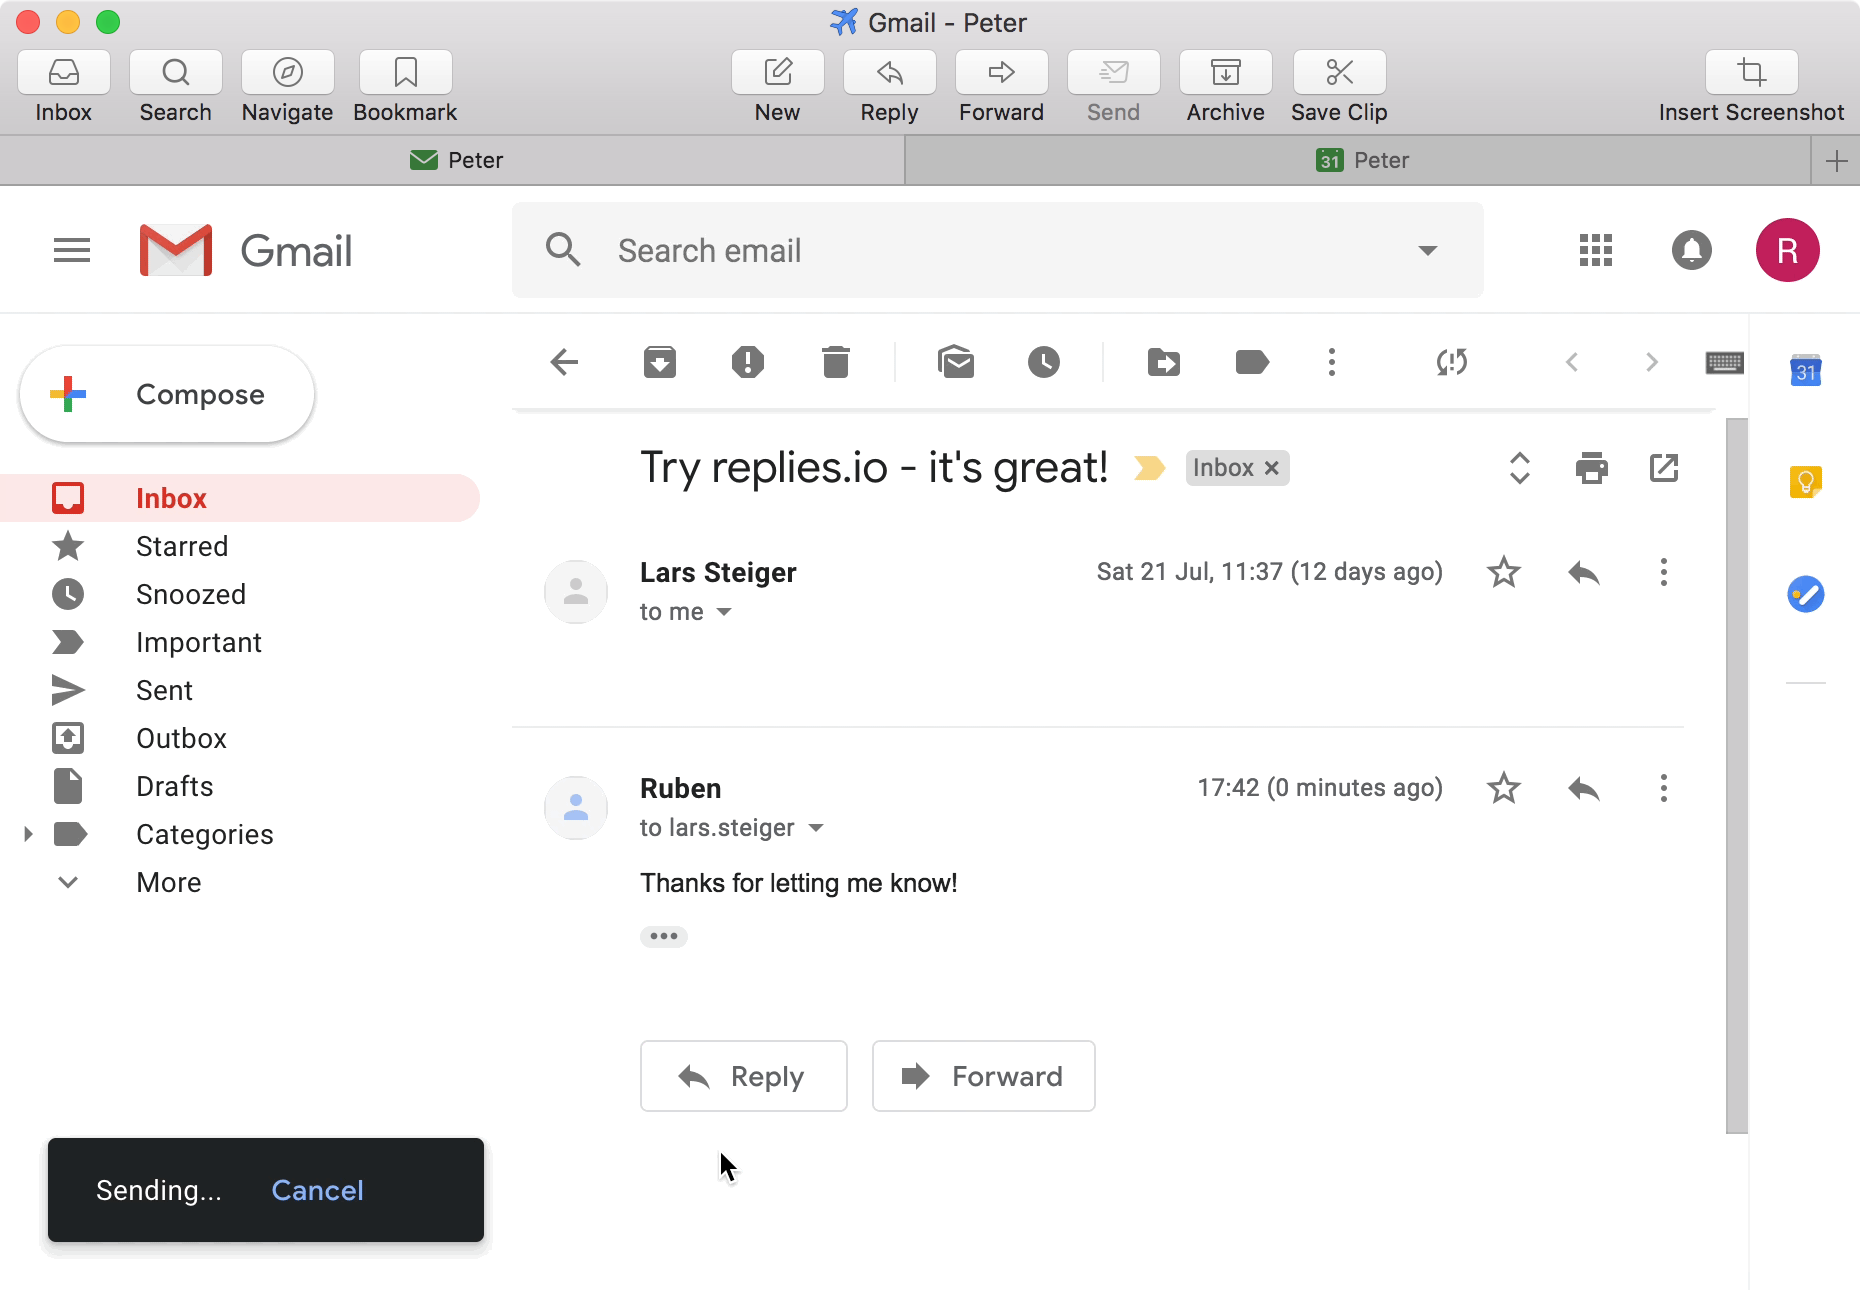 Gmail - Peter
Inbox
Search
Navigate
Bookmark
New
Reply
Forward
Send
Archive
Save Clip
Insert Screenshot
Peter
31
Peter
Gmail
Search email
R
Compose
31
Try replies.io - it's great!
Inbox ×
Inbox
Starred
Snoozed
Important
Sent
Outbox
Drafts
Categories
More
Lars Steiger
Sat 21 Jul, 11:37 (12 days ago)
to me
Ruben
17:42 (0 minutes ago)
to lars.steiger
Thanks for letting me know!
Reply
Forward
Sending...
Cancel